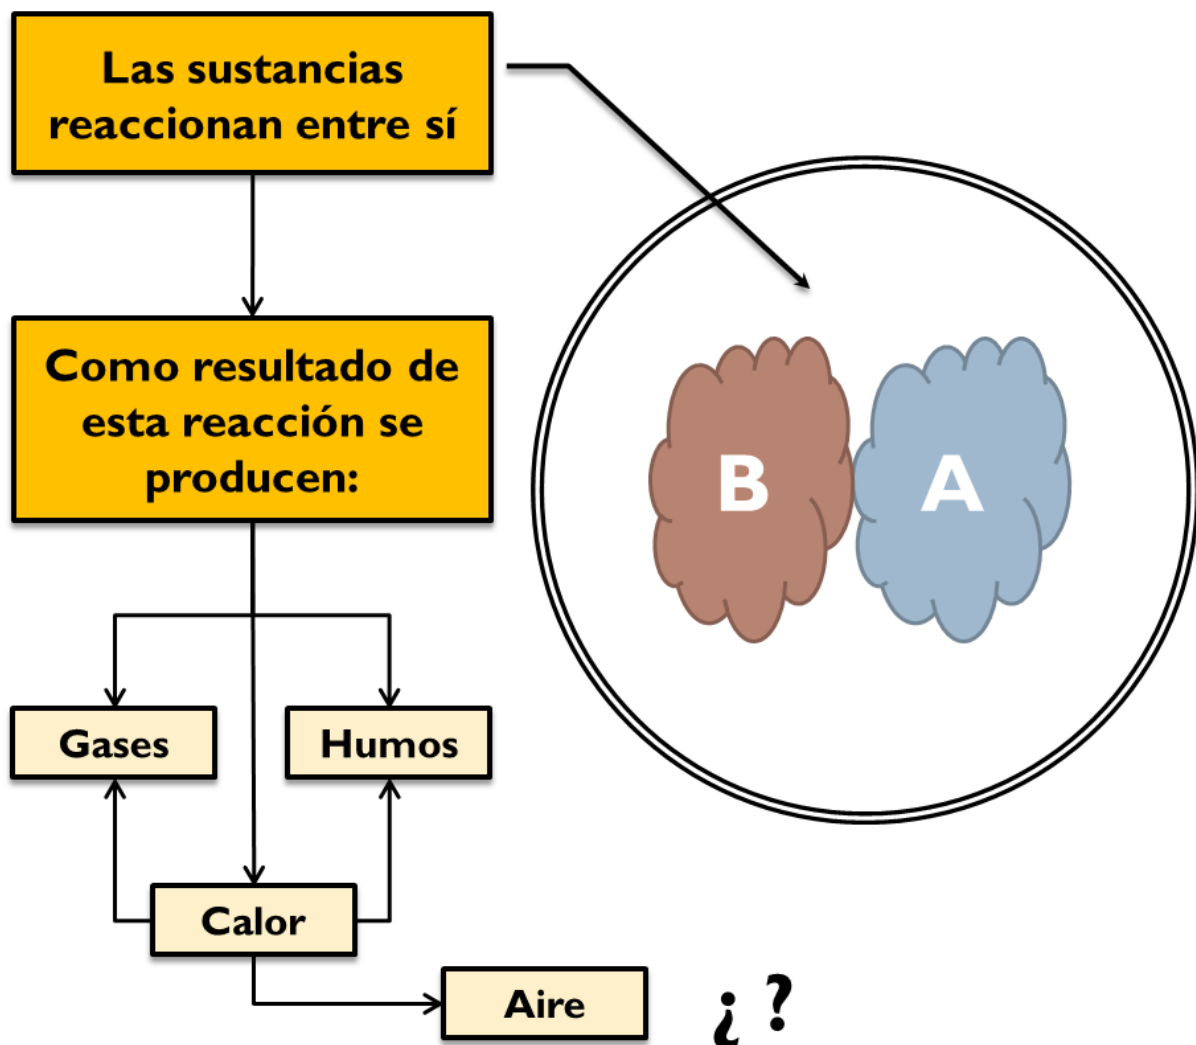 Las sustancias
reaccionan entre sí
Como resultado de
esta reacción se
producen:
B
A
Gases
Humos
Calor
Aire
¿ ?